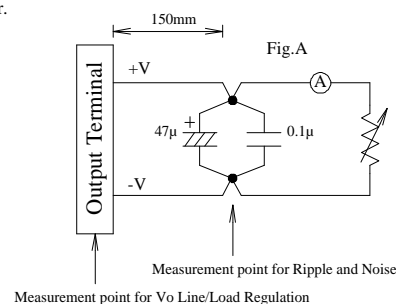 r.
150mm
Fig.A
+V
A
Output Terminal
+
47μ
0.1μ
-V
Measurement point for Ripple and Noise
Measurement point for Vo Line/Load Regulation